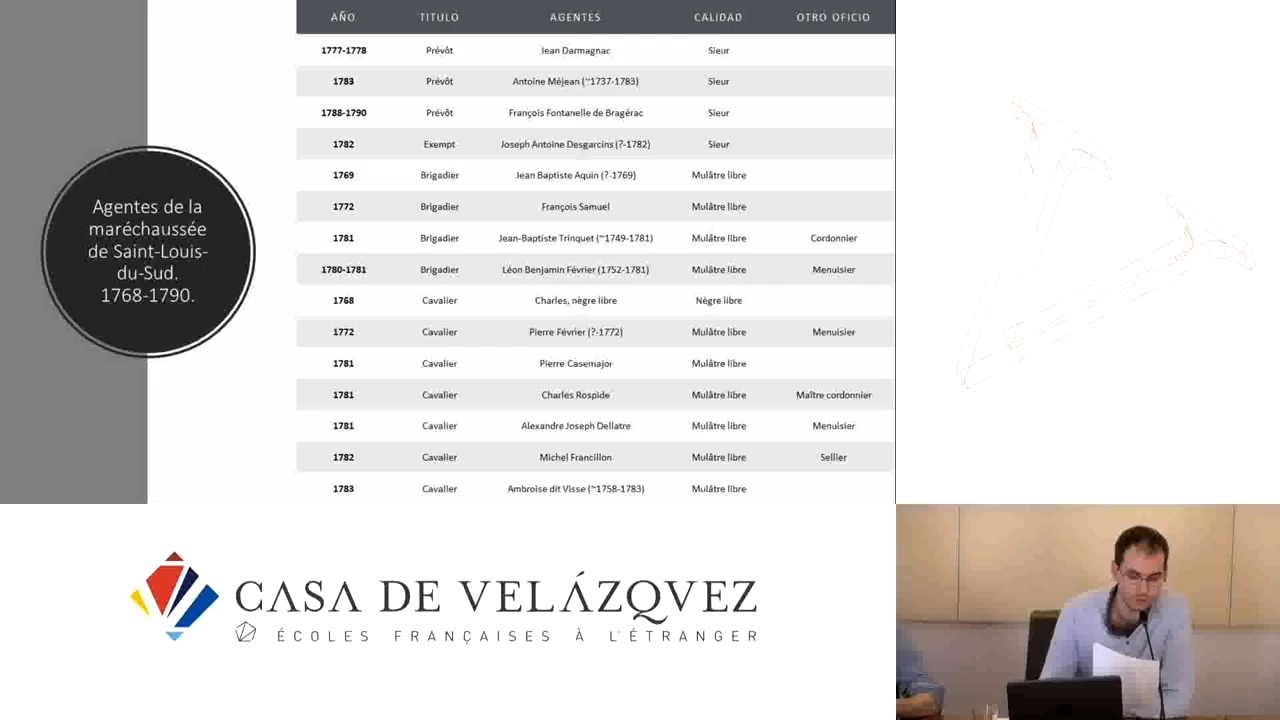 Agentes de la
maréchaussée
de Saint-Louis-
du-Sud.
1768-1790.
AÑO TITULO AGENTES CALIDAD OTRO OFICIO
1777-1778 Prévôt Jean Darmagnac Sieur
1783 Prévôt Antoine Méjean (~1737-1783) Sieur
1788-1790 Prévôt François Fontanelle de Bragérac Sieur
1782 Exempt Joseph Antoine Desgarcins (?-1782) Sieur
1769 Brigadier Jean Baptiste Aquin (?-1769) Mulâtre libre
1772 Brigadier François Samuel Mulâtre libre
1781 Brigadier Jean-Baptiste Trinquet (~1749-1781) Mulâtre libre Cordonnier
1780-1781 Brigadier Léon Benjamin Février (1752-1781) Mulâtre libre Menuisier
1768 Cavalier Charles, nègre libre Nègre libre
1772 Cavalier Pierre Février (?-1772) Mulâtre libre Menuisier
1781 Cavalier Pierre Casemajor Mulâtre libre
1781 Cavalier Charles Rospide Mulâtre libre Maître cordonnier
1781 Cavalier Alexandre Joseph Dellatre Mulâtre libre Menuisier
1782 Cavalier Michel Francillon Mulâtre libre Sellier
1783 Cavalier Ambroise dit Visse (~1758-1783) Mulâtre libre
CASA DE VELÁZQVEZ
ÉCOLES FRANÇAISES À L'ÉTRANGER